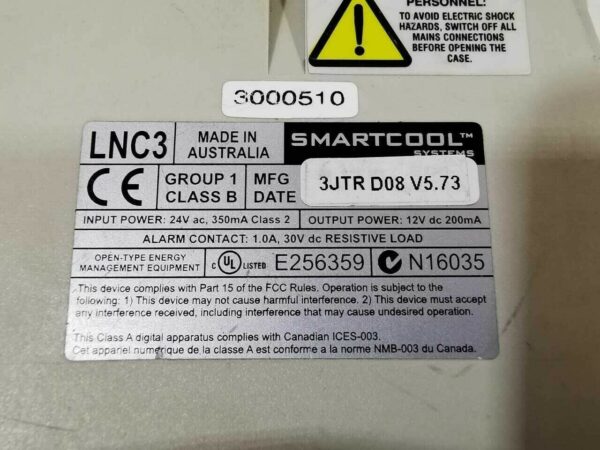 PERSONNEL:
TO AVOID ELECTRIC SHOCK
HAZARDS, SWITCH OFF ALL
MAINS CONNECTIONS
BEFORE OPENING THE
CASE.
3000510
LNC3
MADE IN
AUSTRALIA
SMARTCOOL™
SYSTEMS
CE
GROUP 1
CLASS B
MFG
DATE
3JTR D08 V5.73
INPUT POWER: 24V ac, 350mA Class 2
OUTPUT POWER: 12V dc 200mA
ALARM CONTACT: 1.0A, 30V dc RESISTIVE LOAD
OPEN-TYPE ENERGY
MANAGEMENT EQUIPMENT
C UL LISTED E256359
N16035
This device complies with Part 15 of the FCC Rules. Operation is subject to the
following: 1) This device may not cause harmful interference. 2) This device must accept
any interference received, including interference that may cause undesired operation.
This Class A digital apparatus complies with Canadian ICES-003.
Cet appareil numérique de la classe A est conforme a la norme NMB-003 du Canada.